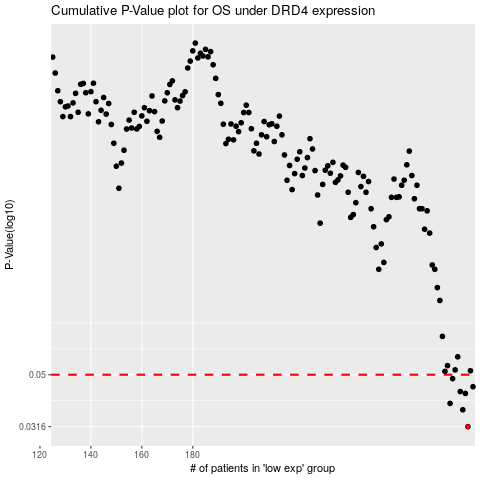 Cumulative P-Value plot for OS under DRD4 expression
P-Value(log10)
0.05
0.0316
120 140 160 180
# of patients in 'low exp' group